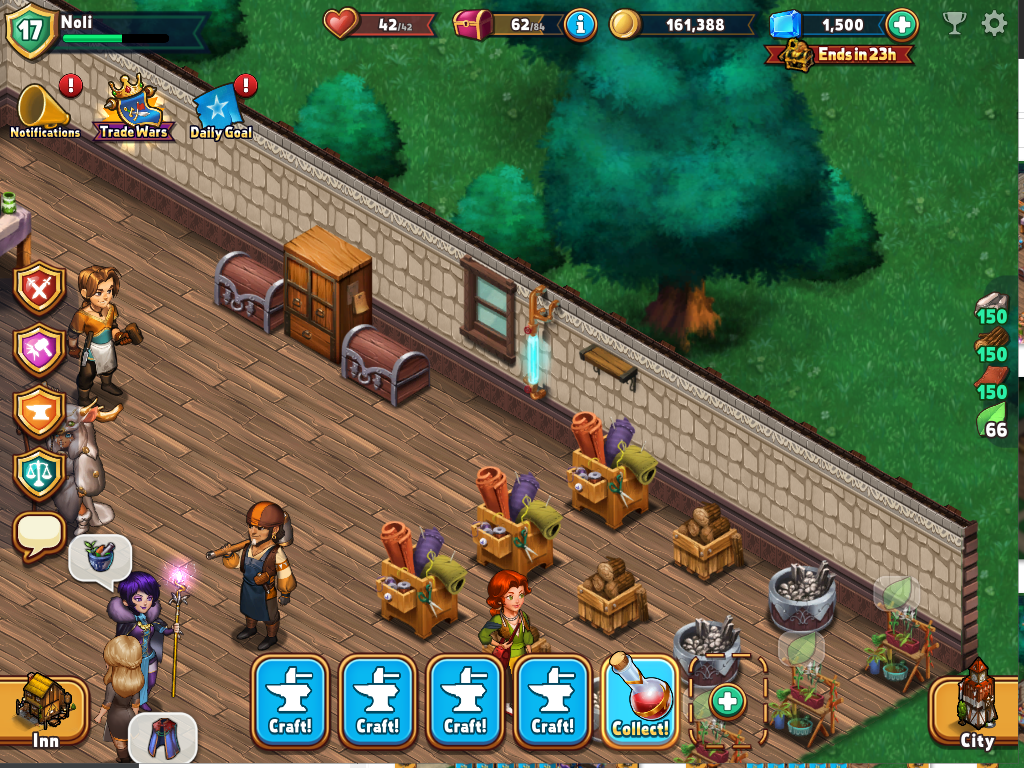 17
Noli
42/42
62/84
i
161,388
1,500
Ends in 23h
!
!
Notifications
Trade Wars
Daily Goal
150
150
150
66
Craft!
Craft!
Craft!
Craft!
Collect!
Inn
City